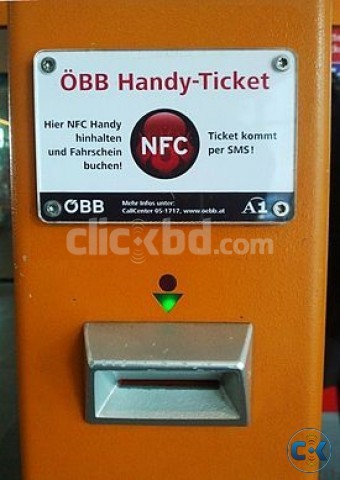 ÖBB Handy-Ticket
Hier NFC Handy
hinhalten
und Fahrschein
buchen!
NFC
Ticket kommt
per SMS!
ÖBB
Mehr Infos unter:
CallCenter 05-1717, www.oebb.at
A1
clickbd.com
CK